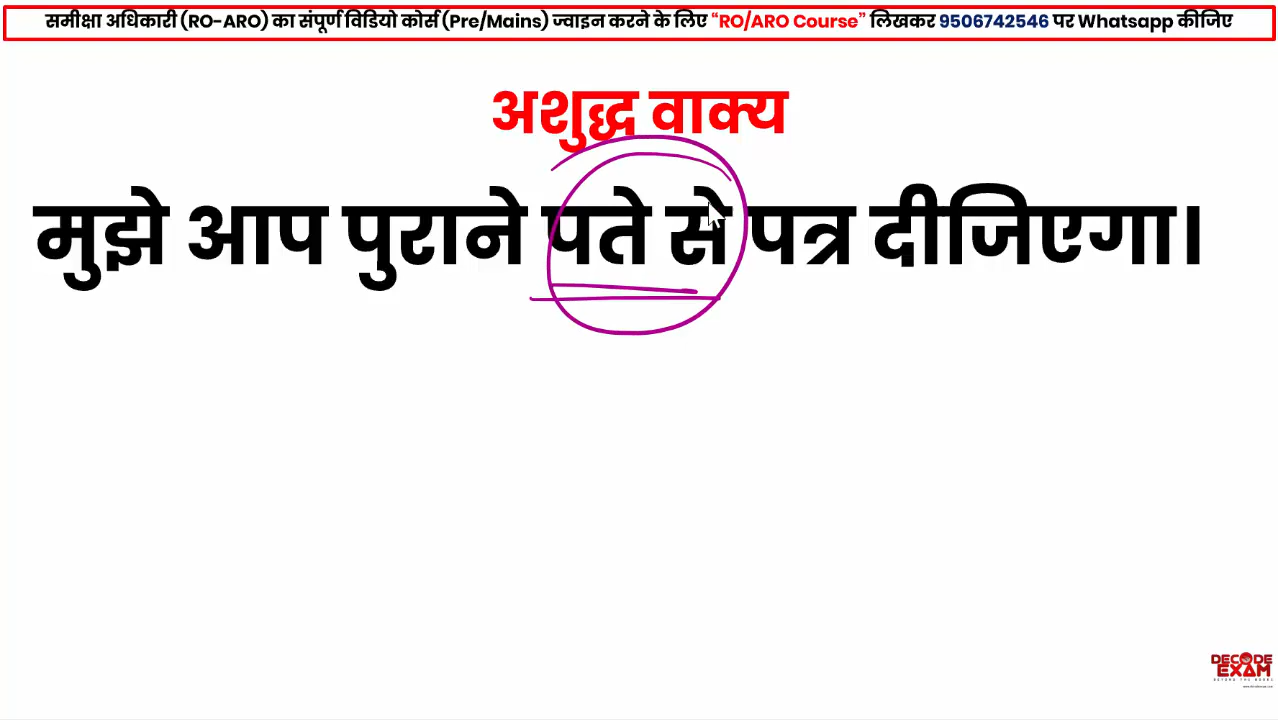 समीक्षा अधिकारी (RO-ARO) का संपूर्ण विडियो कोर्स (Pre/Mains) ज्वाइन करने के लिए “RO/ARO Course” लिखकर 9506742546 पर Whatsapp कीजिए
अशुद्ध वाक्य
मुझे आप पुराने पते से पत्र दीजिएगा।
DECODE
EXAM